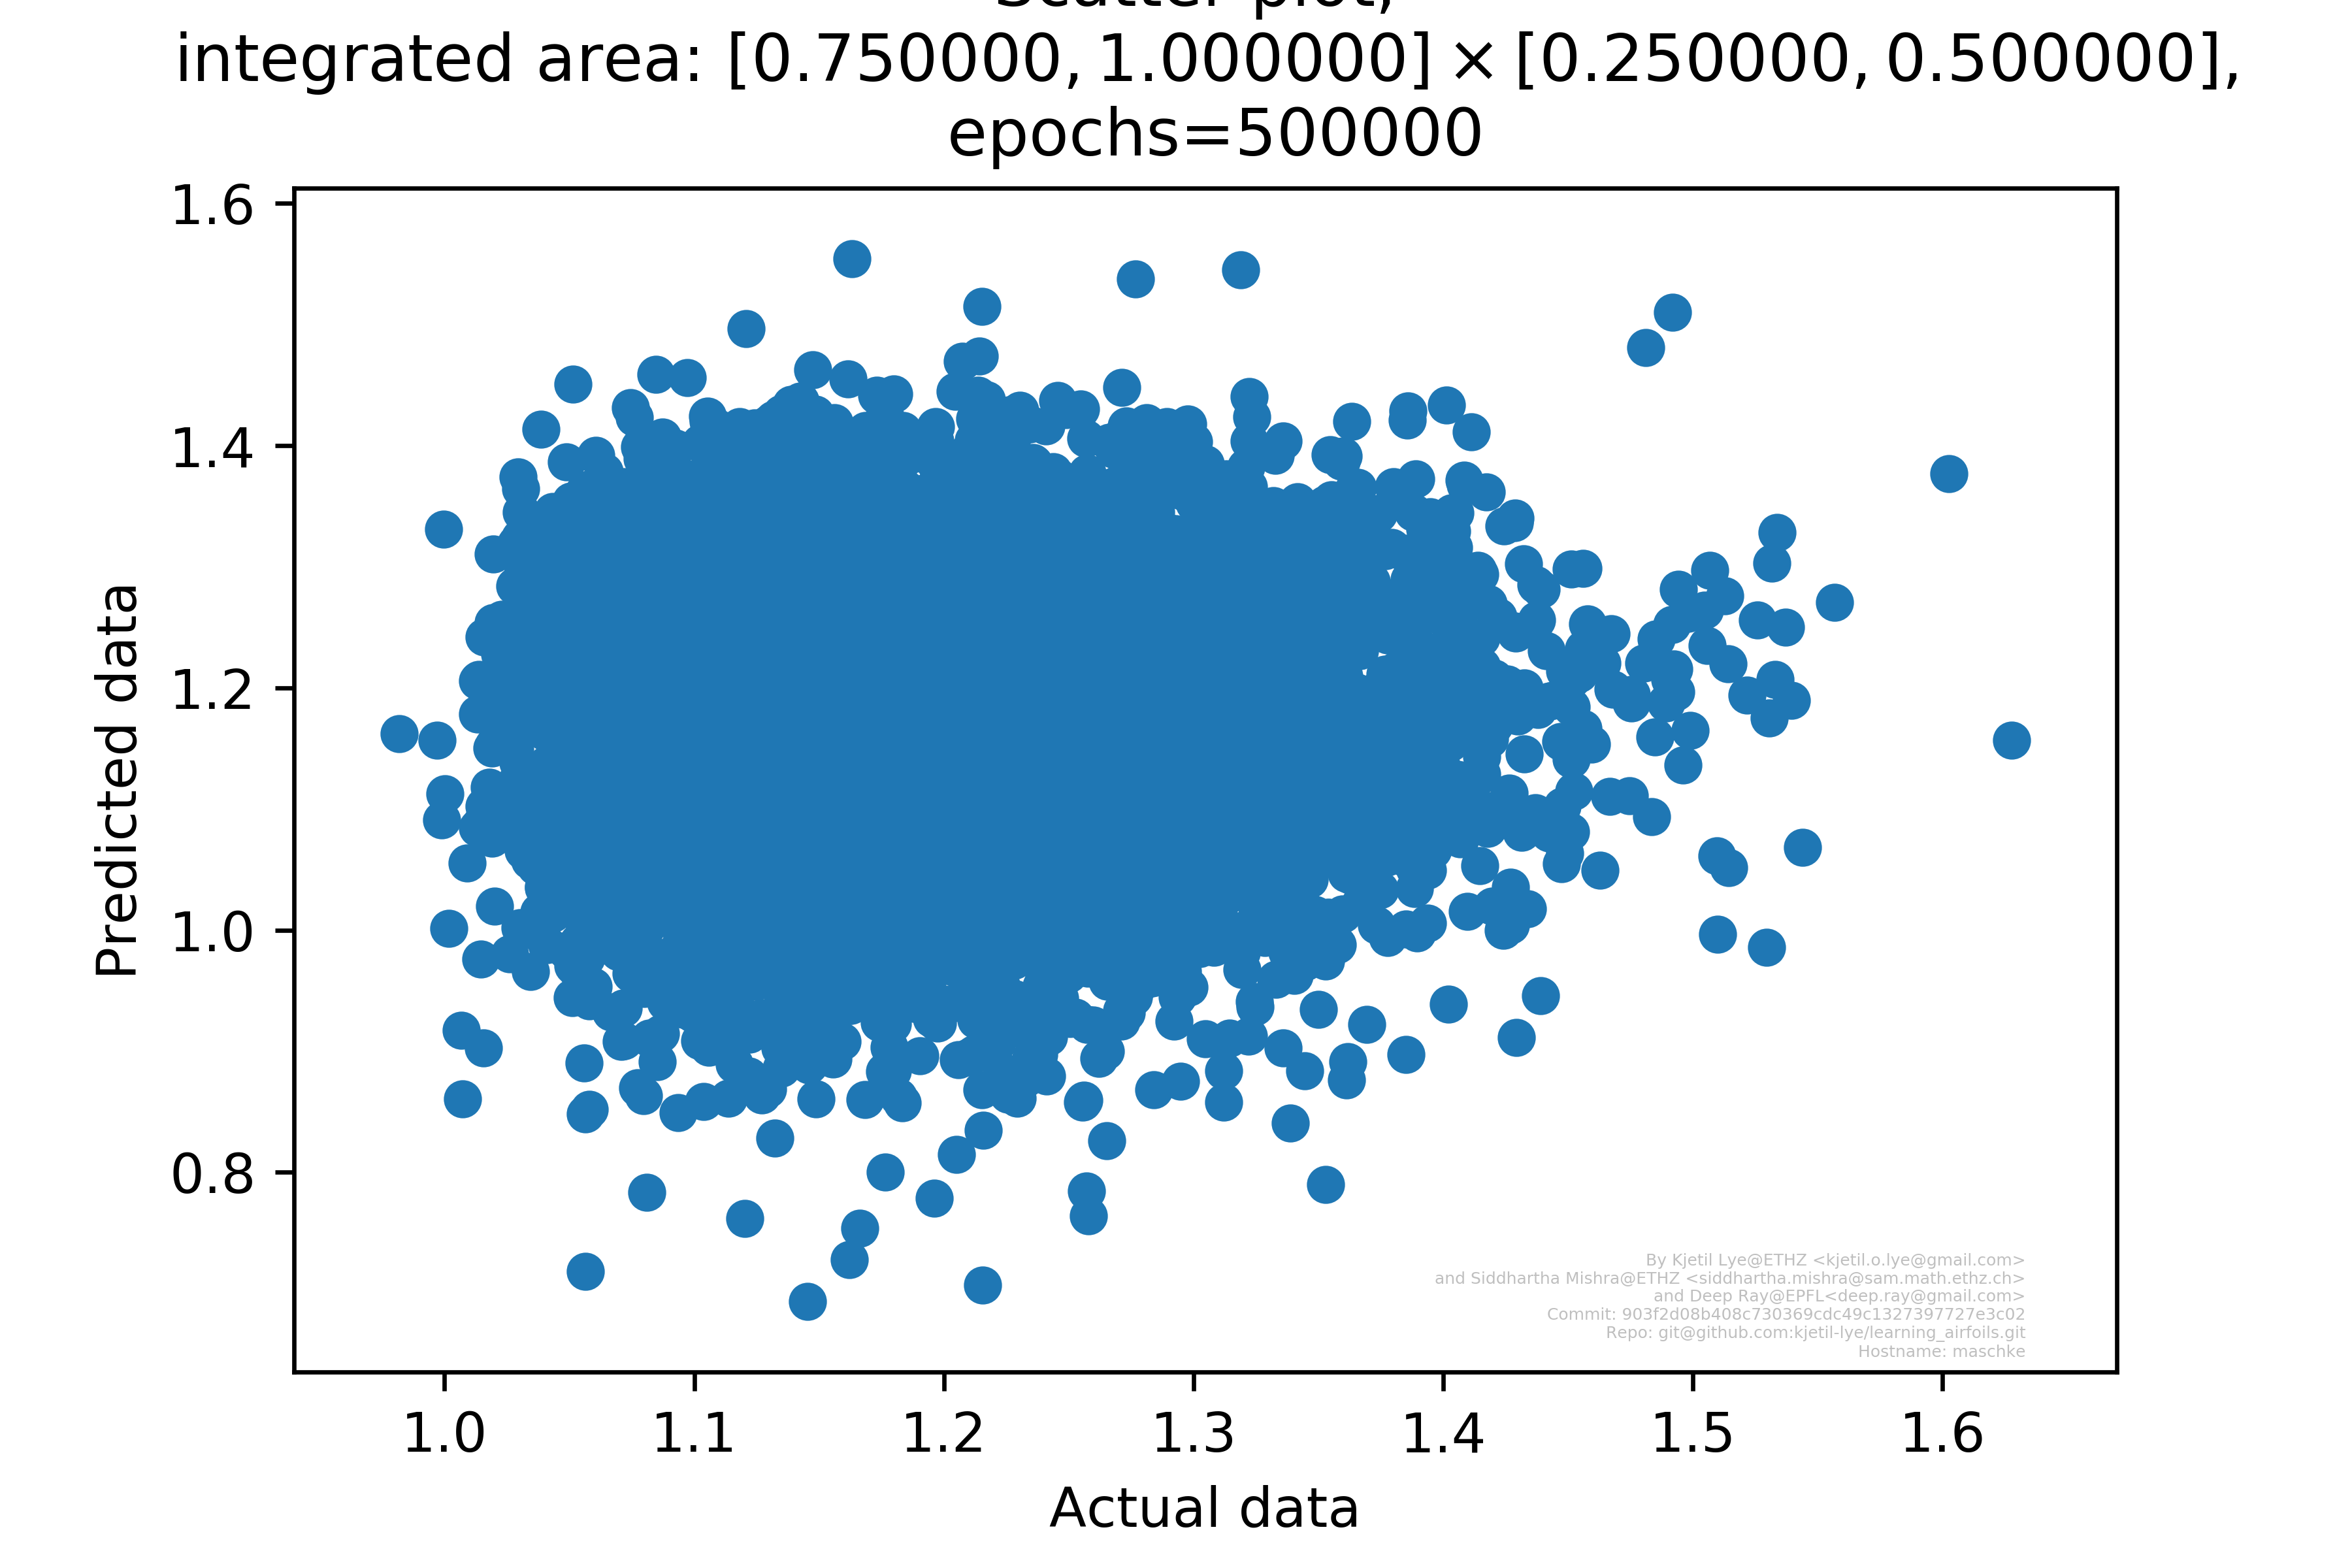 Scatter plot,
integrated area: [0.750000, 1.000000] × [0.250000, 0.500000],
epochs=500000
1.6
1.4
1.2
1.0
0.8
Predicted data
By Kjetil Lye@ETHZ <kjetil.o.lye@gmail.com>
and Siddhartha Mishra@ETHZ <siddhartha.mishra@sam.math.ethz.ch>
and Deep Ray@EPFL<deep.ray@gmail.com>
Commit: 903f2d08b408c730369cdc49c1327397727e3c02
Repo: git@github.com:kjetil-lye/learning_airfoils.git
Hostname: maschke
1.0 1.1 1.2 1.3 1.4 1.5 1.6
Actual data